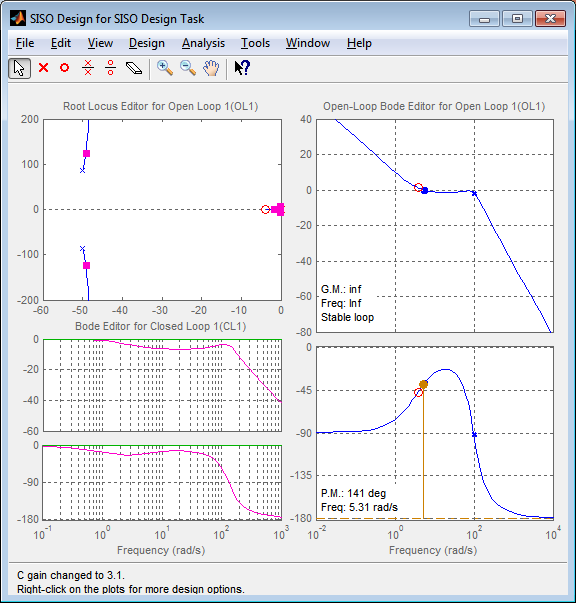 SISO Design for SISO Design Task
File Edit View Design Analysis Tools Window Help
Root Locus Editor for Open Loop 1(OL1)
200
100
0
-100
-200
-60 -50 -40 -30 -20 -10 0
Bode Editor for Closed Loop 1(CL1)
0
-20
-40
-60
0
-90
-180
10^-1 10^0 10^1 10^2 10^3
Frequency (rad/s)
Open-Loop Bode Editor for Open Loop 1(OL1)
40
20
0
-20
-40
-60
-80
G.M.: inf
Freq: Inf
Stable loop
0
-45
-90
-135
-180
P.M.: 141 deg
Freq: 5.31 rad/s
10^-2 10^0 10^2 10^4
Frequency (rad/s)
C gain changed to 3.1.
Right-click on the plots for more design options.